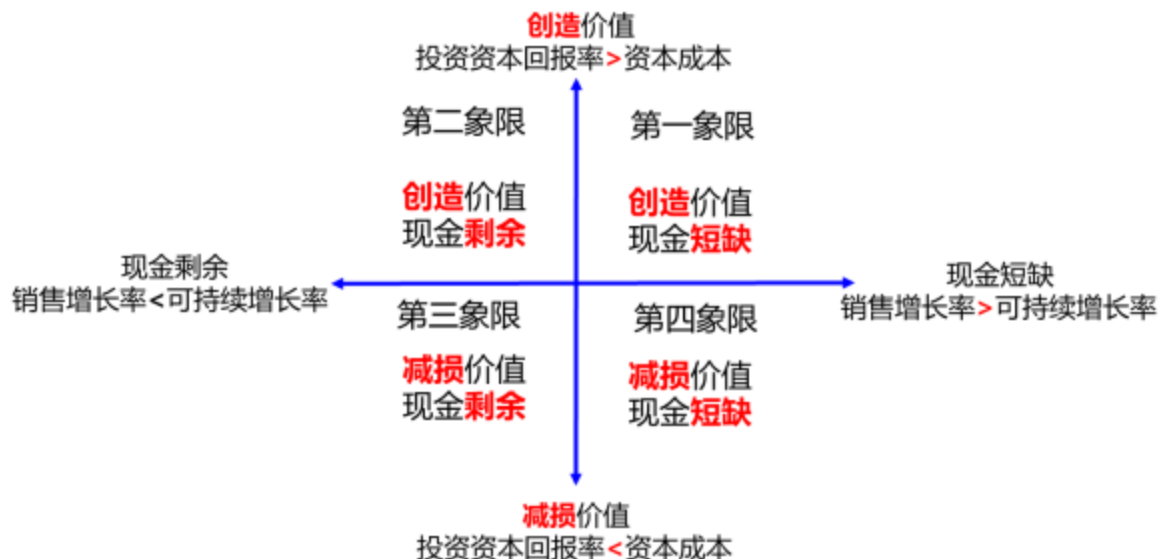 创造价值
投资资本回报率>资本成本
第二象限
第一象限
创造价值
现金剩余
创造价值
现金短缺
现金剩余
销售增长率<可持续增长率
现金短缺
销售增长率>可持续增长率
第三象限
第四象限
减损价值
现金剩余
减损价值
现金短缺
减损价值
投资资本回报率<资本成本